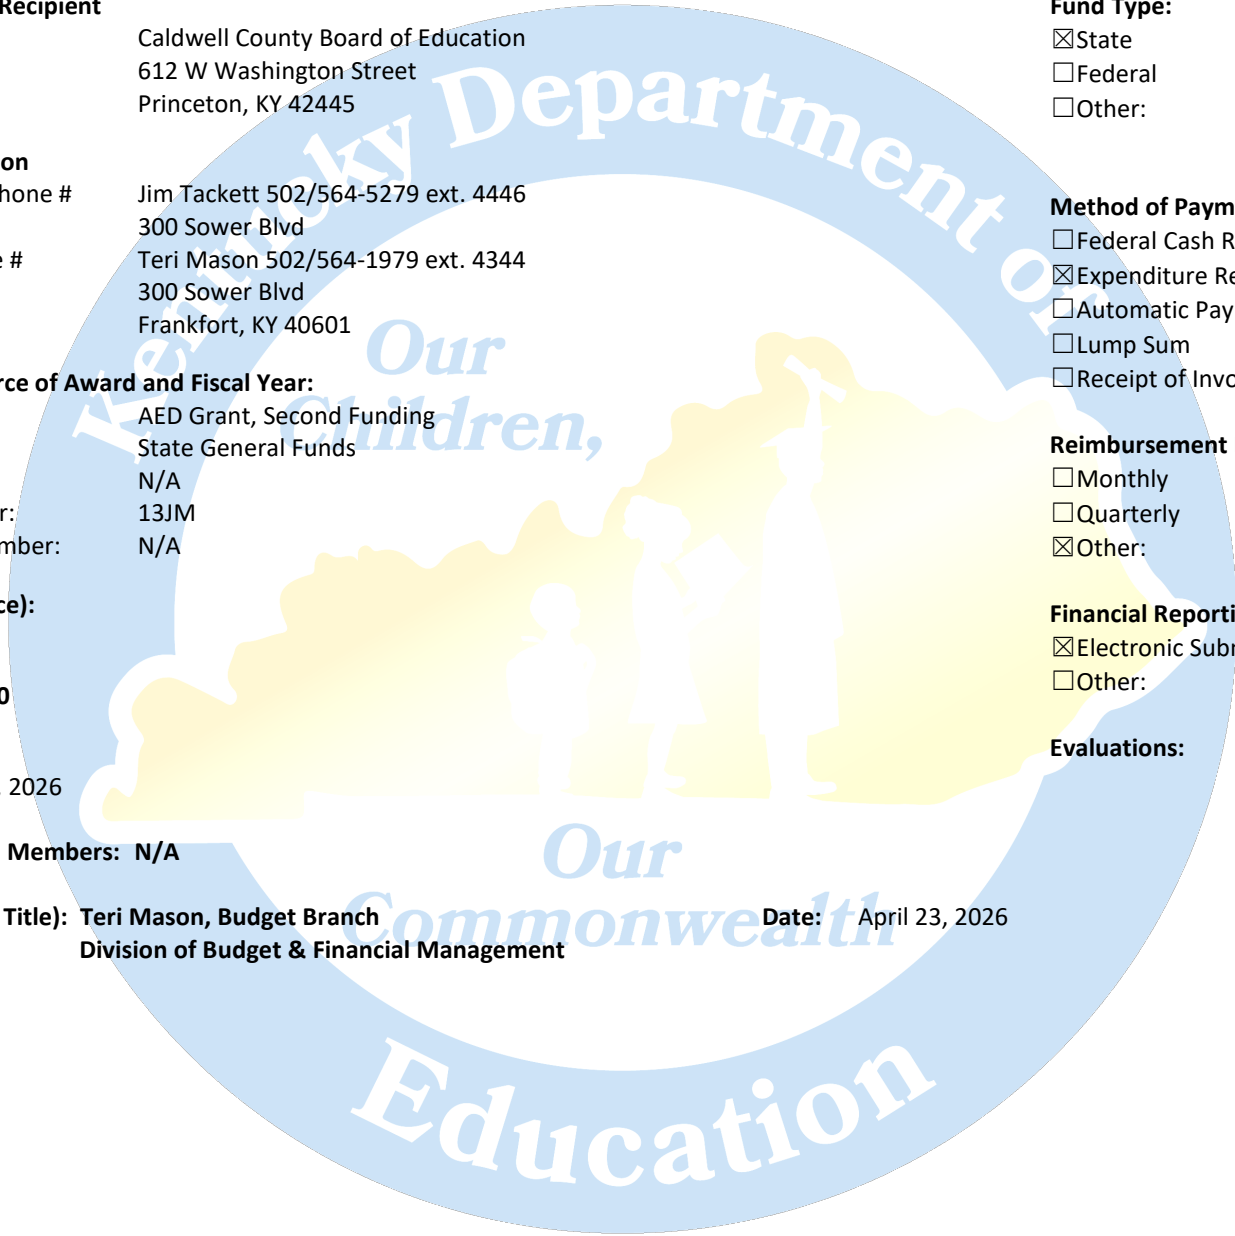 Recipient
Caldwell County Board of Education
612 W Washington Street
Princeton, KY 42445
on
hone # Jim Tackett 502/564-5279 ext. 4446
300 Sower Blvd
e # Teri Mason 502/564-1979 ext. 4344
300 Sower Blvd
Frankfort, KY 40601
rce of Award and Fiscal Year:
AED Grant, Second Funding
State General Funds
N/A
r: 13JM
mber: N/A
ce):
0
, 2026
Members: N/A
Title): Teri Mason, Budget Branch Date: April 23, 2026
Division of Budget & Financial Management
Fund Type:
☒State
☐Federal
☐Other:
Method of Paym
☐Federal Cash R
☒Expenditure Re
☐Automatic Pay
☐Lump Sum
☐Receipt of Invo
Reimbursement
☐Monthly
☐Quarterly
☒Other:
Financial Reporti
☒Electronic Subm
☐Other:
Evaluations:
Kentucky Department of
Education
Our
Children,
Our
Commonwealth